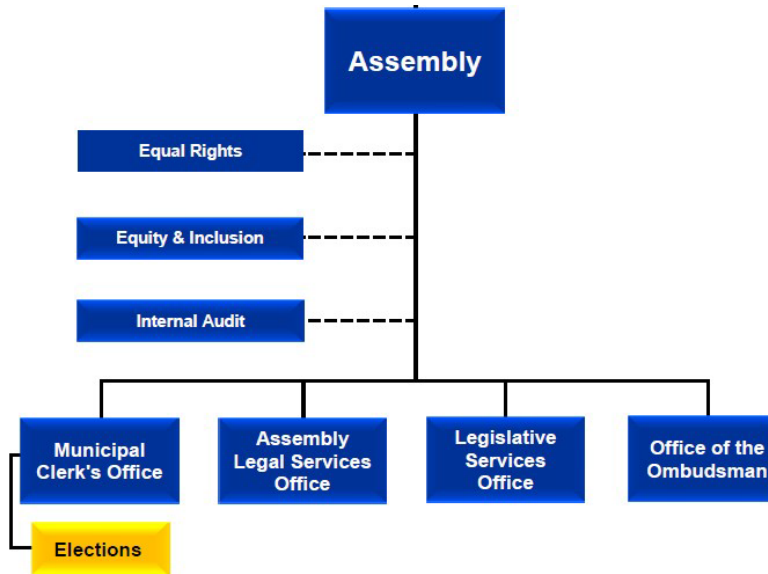 Assembly
Equal Rights
Equity & Inclusion
Internal Audit
Municipal
Clerk's Office
Assembly
Legal Services
Office
Legislative
Services
Office
Office of the
Ombudsman
Elections